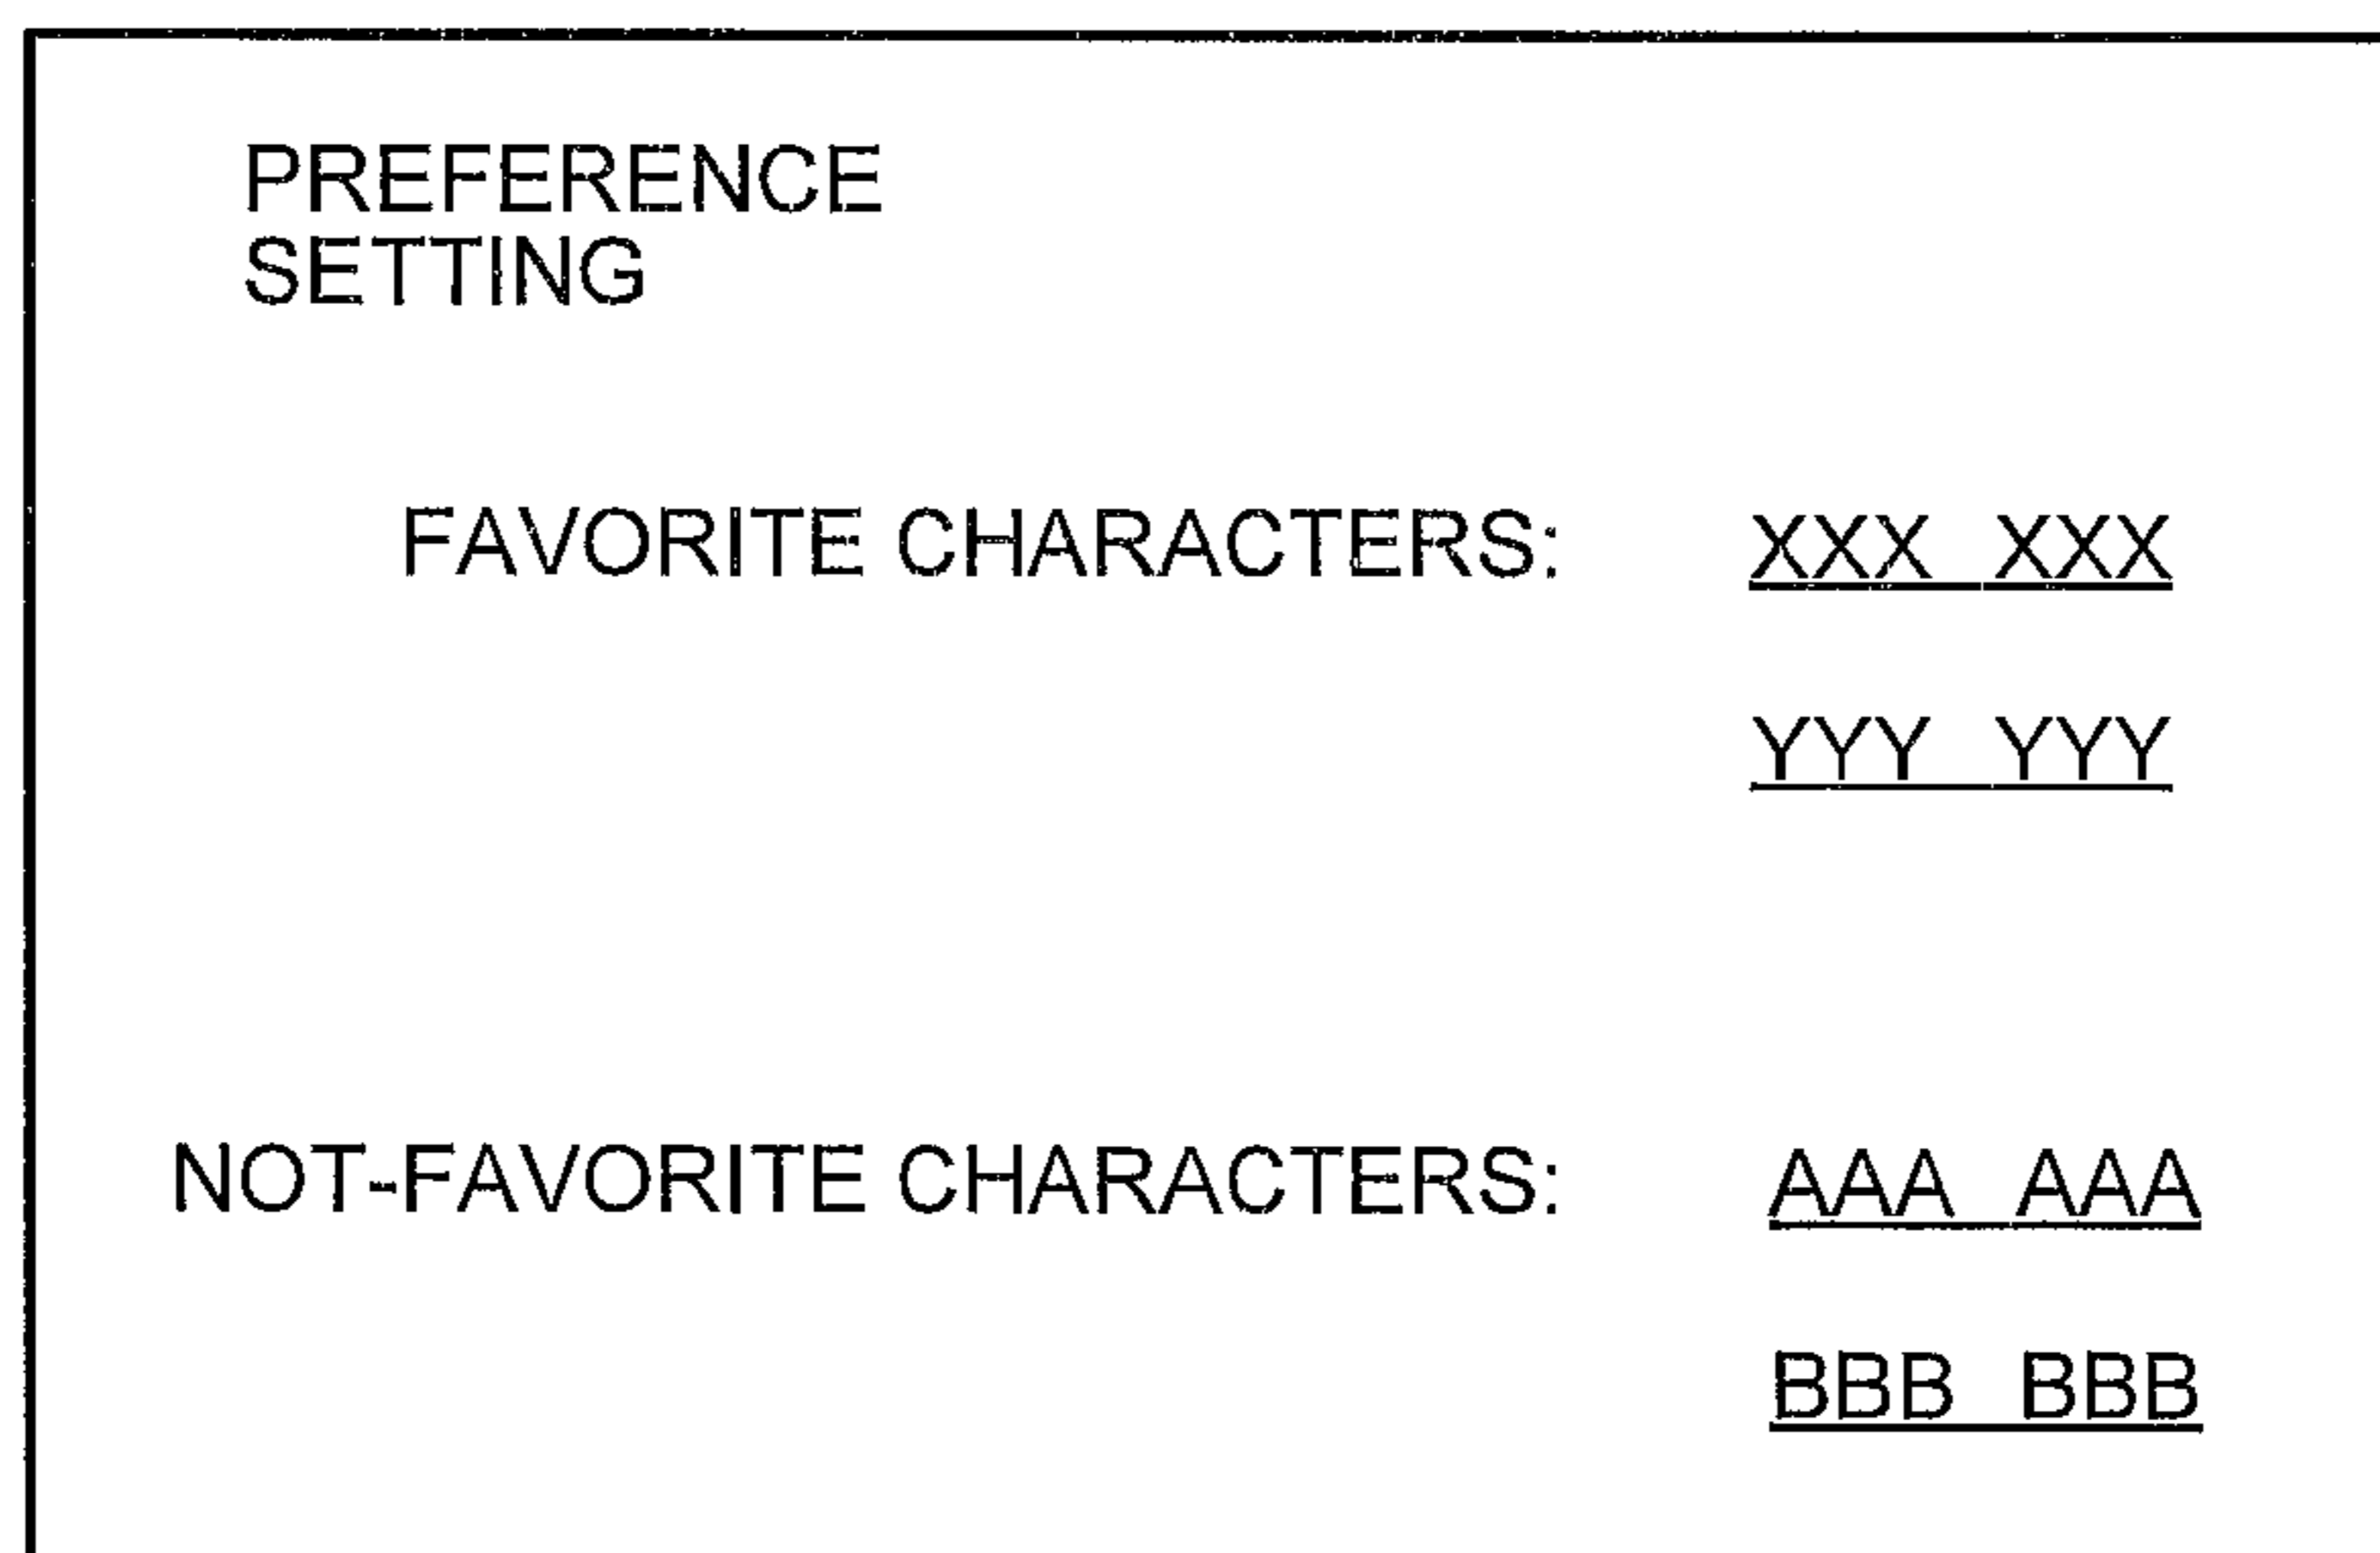 PREFERENCE
SETTING
FAVORITE CHARACTERS: XXX XXX
YYY YYY
NOT-FAVORITE CHARACTERS: AAA AAA
BBB BBB